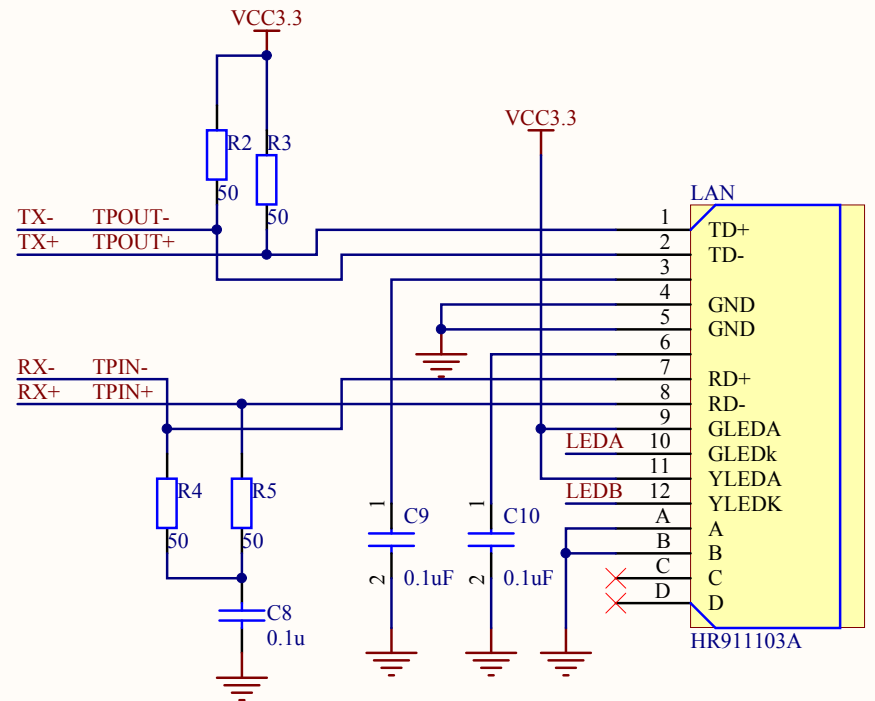 VCC3.3
R2
R3
50
50
VCC3.3
LAN
TX- TPOUT-
TX+ TPOUT+
1 TD+
2 TD-
3
4 GND
5 GND
6
RX- TPIN-
RX+ TPIN+
7 RD+
8 RD-
9 GLEDA
LEDA 10 GLEDk
11 YLEDA
LEDB 12 YLEDK
R4
R5
50
50
1
C9
2
0.1uF
1
C10
2
0.1uF
A A
B B
C C
D D
C8
0.1u
HR911103A